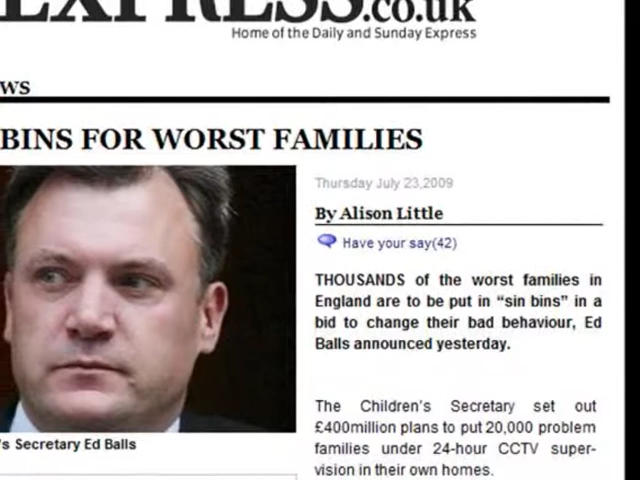 EXPRESS.co.uk
Home of the Daily and Sunday Express
WS
BINS FOR WORST FAMILIES
Thursday July 23,2009
By Alison Little
Have your say(42)
THOUSANDS of the worst families in
England are to be put in “sin bins” in a
bid to change their bad behaviour, Ed
Balls announced yesterday.
The Children's Secretary set out
£400million plans to put 20,000 problem
families under 24-hour CCTV super-
vision in their own homes.
's Secretary Ed Balls